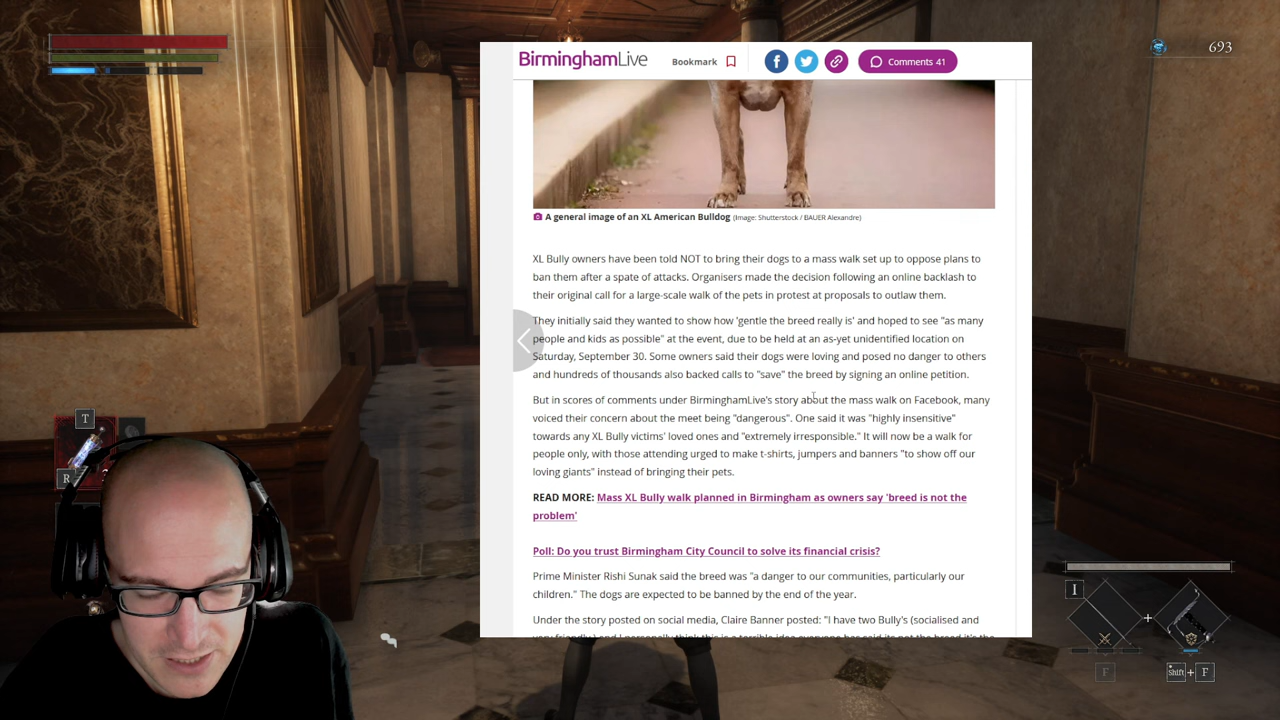 693
BirminghamLive
Bookmark
Comments 41
A general image of an XL American Bulldog (Image: Shutterstock / BAUER Alexandre)
XL Bully owners have been told NOT to bring their dogs to a mass walk set up to oppose plans to
ban them after a spate of attacks. Organisers made the decision following an online backlash to
their original call for a large-scale walk of the pets in protest at proposals to outlaw them.
They initially said they wanted to show how 'gentle the breed really is' and hoped to see "as many
people and kids as possible" at the event, due to be held at an as-yet unidentified location on
Saturday, September 30. Some owners said their dogs were loving and posed no danger to others
and hundreds of thousands also backed calls to "save" the breed by signing an online petition.
But in scores of comments under BirminghamLive's story about the mass walk on Facebook, many
voiced their concern about the meet being "dangerous". One said it was "highly insensitive"
towards any XL Bully victims' loved ones and "extremely irresponsible." It will now be a walk for
people only, with those attending urged to make t-shirts, jumpers and banners "to show off our
loving giants" instead of bringing their pets.
READ MORE: Mass XL Bully walk planned in Birmingham as owners say 'breed is not the
problem'
Poll: Do you trust Birmingham City Council to solve its financial crisis?
Prime Minister Rishi Sunak said the breed was "a danger to our communities, particularly our
children." The dogs are expected to be banned by the end of the year.
Under the story posted on social media, Claire Banner posted: "I have two Bully's (socialised and
T
R
I
F
Shift + F